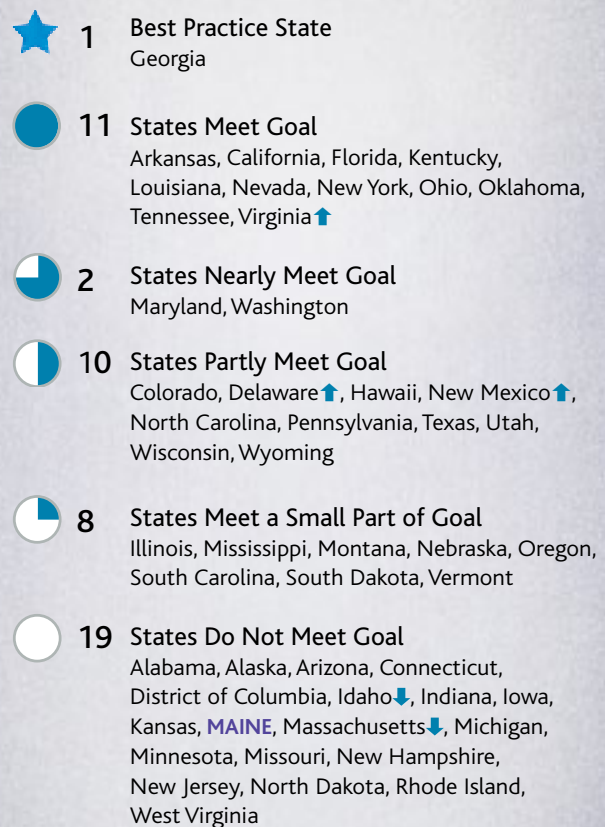 1 Best Practice State
Georgia
11 States Meet Goal
Arkansas, California, Florida, Kentucky,
Louisiana, Nevada, New York, Ohio, Oklahoma,
Tennessee, Virginia⬆
2 States Nearly Meet Goal
Maryland, Washington
10 States Partly Meet Goal
Colorado, Delaware⬆, Hawaii, New Mexico⬆,
North Carolina, Pennsylvania, Texas, Utah,
Wisconsin, Wyoming
8 States Meet a Small Part of Goal
Illinois, Mississippi, Montana, Nebraska, Oregon,
South Carolina, South Dakota, Vermont
19 States Do Not Meet Goal
Alabama, Alaska, Arizona, Connecticut,
District of Columbia, Idaho⬇, Indiana, Iowa,
Kansas, MAINE, Massachusetts⬇, Michigan,
Minnesota, Missouri, New Hampshire,
New Jersey, North Dakota, Rhode Island,
West Virginia